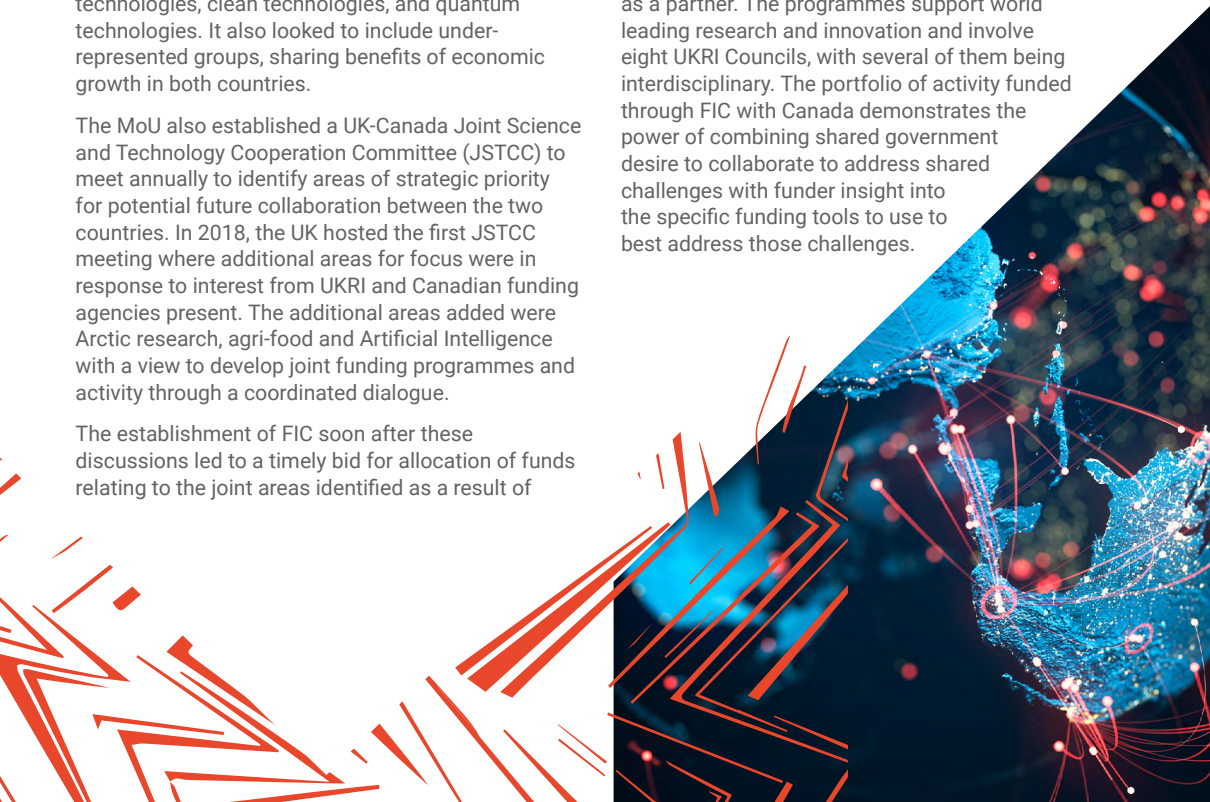 technologies, clean technologies, and quantum
technologies. It also looked to include under-
represented groups, sharing benefits of economic
growth in both countries.
The MoU also established a UK-Canada Joint Science
and Technology Cooperation Committee (JSTCC) to
meet annually to identify areas of strategic priority
for potential future collaboration between the two
countries. In 2018, the UK hosted the first JSTCC
meeting where additional areas for focus were in
response to interest from UKRI and Canadian funding
agencies present. The additional areas added were
Arctic research, agri-food and Artificial Intelligence
with a view to develop joint funding programmes and
activity through a coordinated dialogue.
The establishment of FIC soon after these
discussions led to a timely bid for allocation of funds
relating to the joint areas identified as a result of
as a partner. The programmes support world
leading research and innovation and involve
eight UKRI Councils, with several of them being
interdisciplinary. The portfolio of activity funded
through FIC with Canada demonstrates the
power of combining shared government
desire to collaborate to address shared
challenges with funder insight into
the specific funding tools to use to
best address those challenges.